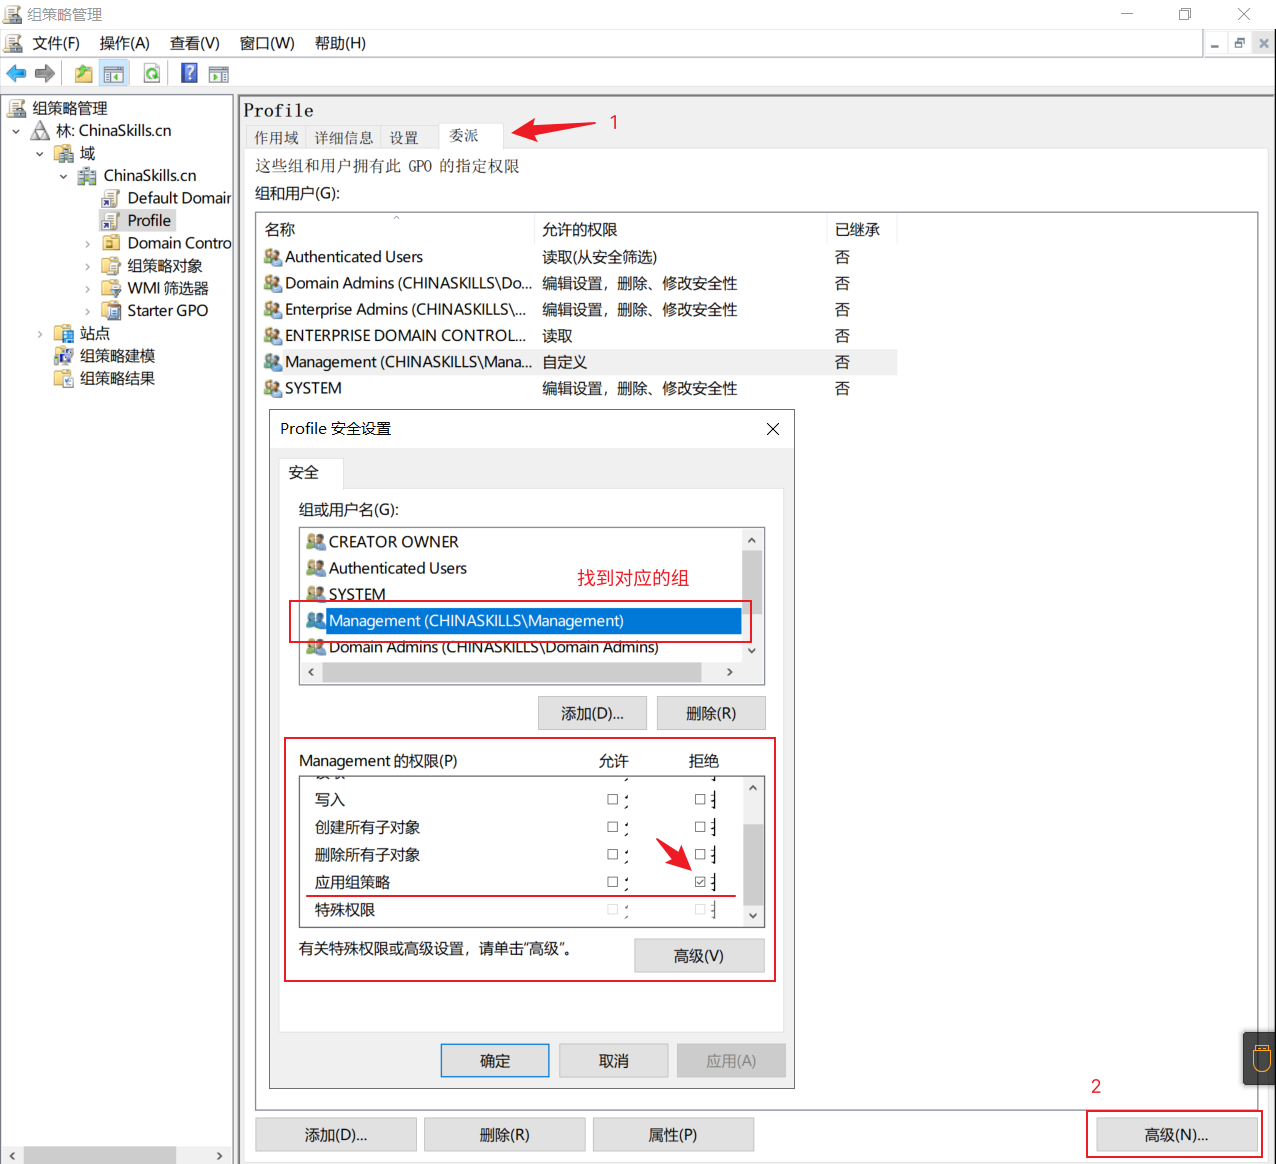 组策略管理
文件(F) 操作(A) 查看(V) 窗口(W) 帮助(H)
组策略管理
林: ChinaSkills.cn
域
ChinaSkills.cn
Default Domair
Profile
Domain Contro
组策略对象
WMI 筛选器
Starter GPO
站点
组策略建模
组策略结果
Profile
作用域 详细信息 设置 委派
1
这些组和用户拥有此 GPO 的指定权限
组和用户(G):
名称 允许的权限 已继承
Authenticated Users 读取(从安全筛选) 否
Domain Admins (CHINASKILLS\Do... 编辑设置，删除、修改安全性 否
Enterprise Admins (CHINASKILLS\... 编辑设置，删除、修改安全性 否
ENTERPRISE DOMAIN CONTROL... 读取 否
Management (CHINASKILLS\Mana... 自定义 否
SYSTEM 编辑设置，删除、修改安全性 否
Profile 安全设置
安全
组或用户名(G):
CREATOR OWNER
Authenticated Users
找到对应的组
SYSTEM
Management (CHINASKILLS\Management)
Domain Admins (CHINASKILLS\Domain Admins)
添加(D)... 删除(R)
Management 的权限(P) 允许 拒绝
写入
创建所有子对象
删除所有子对象
应用组策略
特殊权限
有关特殊权限或高级设置，请单击“高级”。
高级(V)
确定 取消 应用(A)
2
添加(D)... 删除(R) 属性(P) 高级(N)...